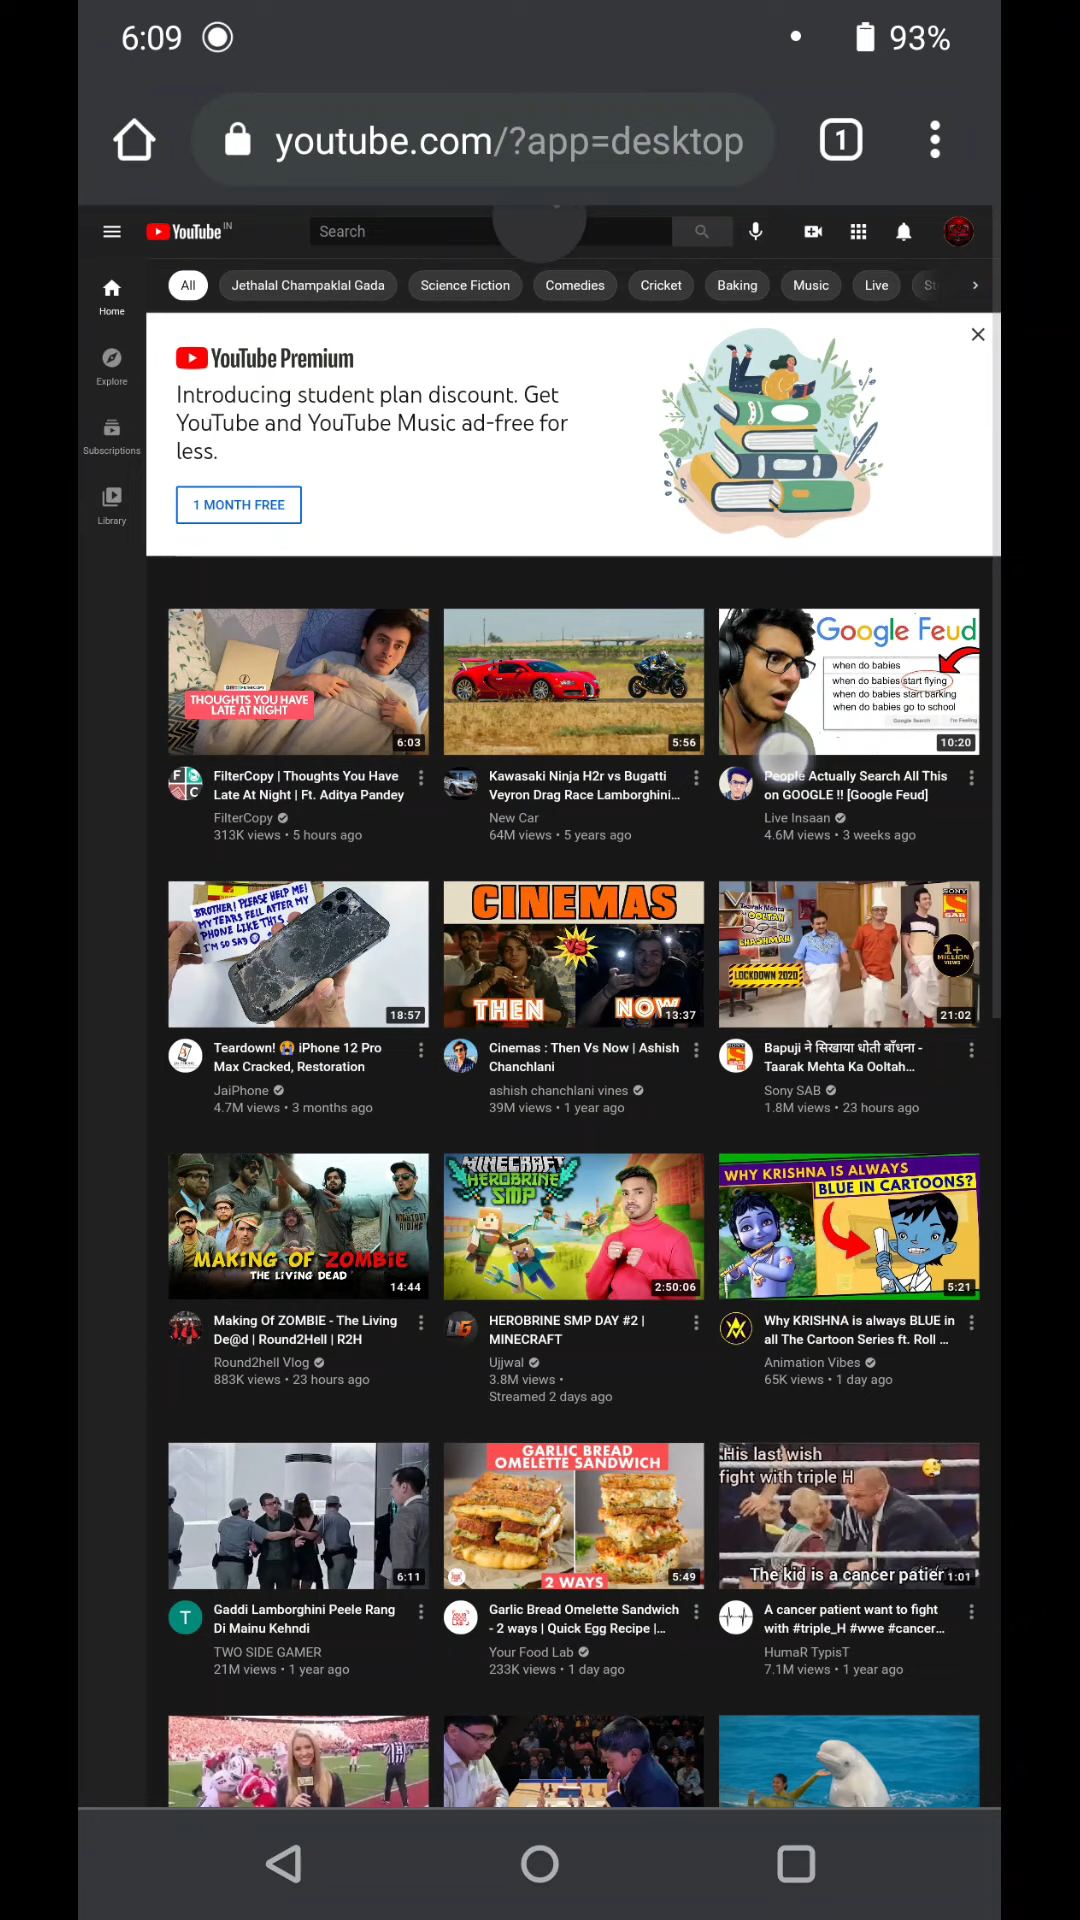 6:09
93%
youtube.com/?app=desktop
1
YouTube IN
Search
Home
Explore
Subscriptions
Library
All
Jethalal Champaklal Gada
Science Fiction
Comedies
Cricket
Baking
Music
Live
YouTube Premium
Introducing student plan discount. Get
YouTube and YouTube Music ad-free for
less.
1 MONTH FREE
THOUGHTS YOU HAVE
LATE AT NIGHT
6:03
FilterCopy | Thoughts You Have
Late At Night | Ft. Aditya Pandey
FilterCopy
313K views • 5 hours ago
5:56
Kawasaki Ninja H2r vs Bugatti
Veyron Drag Race Lamborghini...
New Car
64M views • 5 years ago
Google Feud
when do babies
when do babies start flying
when do babies start barking
when do babies go to school
Google Search
I'm Feeling
10:20
People Actually Search All This
on GOOGLE !! [Google Feud]
Live Insaan
4.6M views • 3 weeks ago
BROTHER! PLEASE HELP ME!
MY TEARS FELL AFTER MY
PHONE LIKE THIS
I'M SO SAD
18:57
Teardown! 😭 iPhone 12 Pro
Max Cracked, Restoration
JaiPhone
4.7M views • 3 months ago
CINEMAS
VS
THEN
NOW
13:37
Cinemas : Then Vs Now | Ashish
Chanchlani
ashish chanchlani vines
39M views • 1 year ago
Taarak Mehta
Ka OOLTAH
CHASHMAH
LOCKDOWN 2020
SONY
SAB
1+
MILLION
VIEWS
21:02
Bapuji ने सिखाया धोती बाँधना -
Taarak Mehta Ka Ooltah...
Sony SAB
1.8M views • 23 hours ago
MAKING OF ZOMBIE
THE LIVING DEAD
14:44
Making Of ZOMBIE - The Living
De@d | Round2Hell | R2H
Round2hell Vlog
883K views • 23 hours ago
MINECRAFT
HEROBRINE
SMP
2:50:06
UG
HEROBRINE SMP DAY #2 |
MINECRAFT
Ujjwal
3.8M views •
Streamed 2 days ago
WHY KRISHNA IS ALWAYS
BLUE IN CARTOONS?
5:21
Why KRISHNA is always BLUE in
all The Cartoon Series ft. Roll ...
Animation Vibes
65K views • 1 day ago
6:11
T
Gaddi Lamborghini Peele Rang
Di Mainu Kehndi
TWO SIDE GAMER
21M views • 1 year ago
GARLIC BREAD
OMELETTE SANDWICH
2 WAYS
5:49
Garlic Bread Omelette Sandwich
- 2 ways | Quick Egg Recipe |...
Your Food Lab
233K views • 1 day ago
His last wish
fight with triple H
The kid is a cancer patier
1:01
A cancer patient want to fight
with #triple_H #wwe #cancer...
HumaR TypisT
7.1M views • 1 year ago